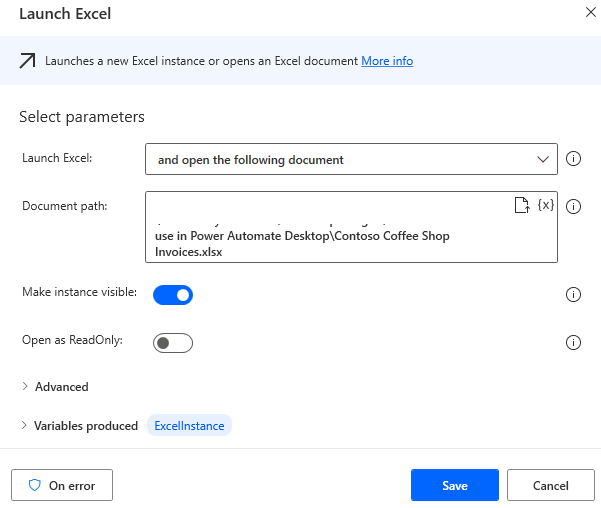 Launch Excel
Launches a new Excel instance or opens an Excel document More info
Select parameters
Launch Excel: and open the following document
Document path: {x}
use in Power Automate Desktop\Contoso Coffee Shop
Invoices.xlsx
Make instance visible:
Open as ReadOnly:
Advanced
Variables produced ExcelInstance
On error Save Cancel